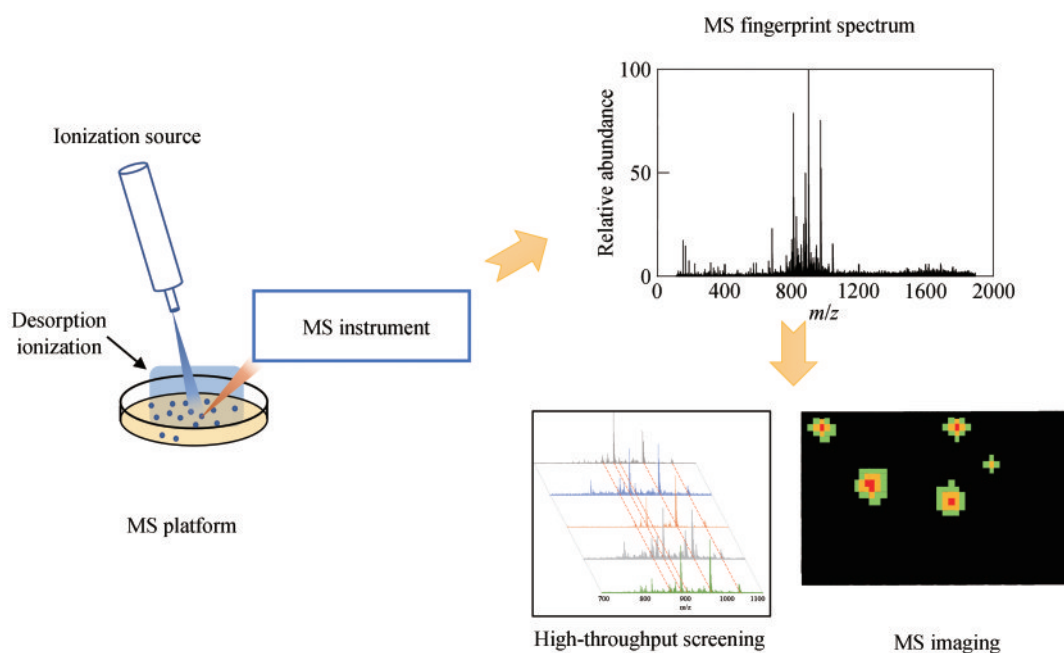 MS fingerprint spectrum
Ionization source
Desorption
ionization
MS instrument
MS platform
Relative abundance
100
50
0
0
400
800
1200
1600
2000
m/z
700
800
900
1000
1100
m/z
High-throughput screening
MS imaging